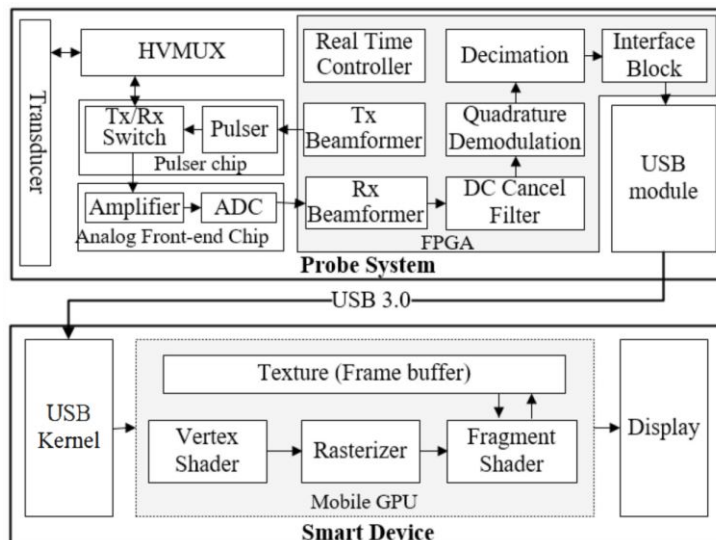 Transducer
HVMUX
Tx/Rx
Switch
Pulser
Pulser chip
Amplifier
ADC
Analog Front-end Chip
Real Time
Controller
Tx
Beamformer
Rx
Beamformer
Decimation
Quadrature
Demodulation
DC Cancel
Filter
FPGA
Interface
Block
USB
module
Probe System
USB 3.0
USB
Kernel
Texture (Frame buffer)
Vertex
Shader
Rasterizer
Fragment
Shader
Mobile GPU
Display
Smart Device